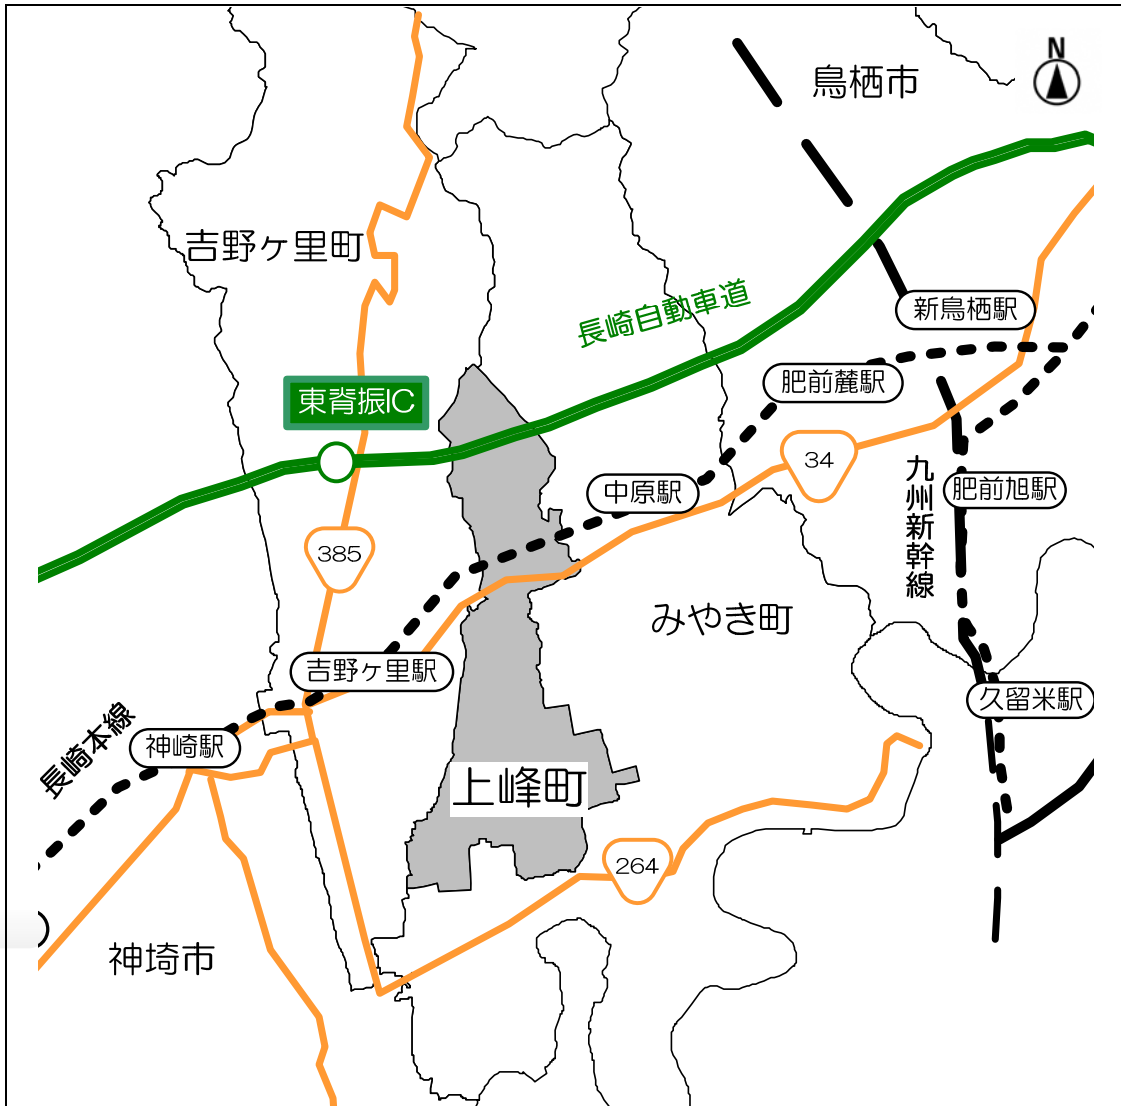 N
鳥栖市
吉野ヶ里町
長崎自動車道
新鳥栖駅
肥前麓駅
東脊振IC
34
中原駅
肥前旭駅
九州新幹線
385
みやき町
吉野ヶ里駅
久留米駅
長崎本線
神崎駅
上峰町
264
神埼市